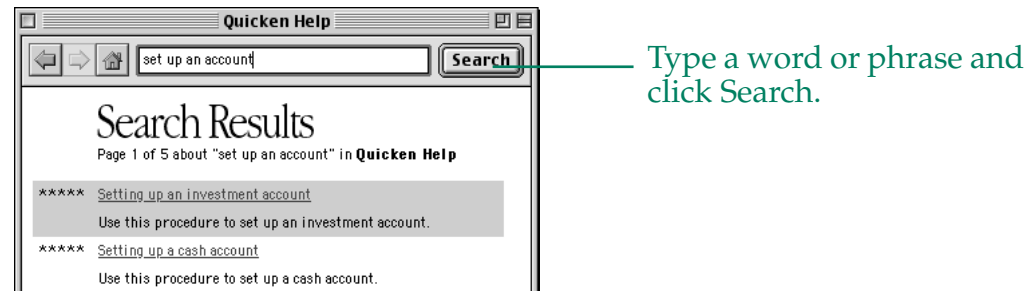 Quicken Help
set up an account
Search
Type a word or phrase and
click Search.
Search Results
Page 1 of 5 about "set up an account" in Quicken Help
***** Setting up an investment account
Use this procedure to set up an investment account.
***** Setting up a cash account
Use this procedure to set up a cash account.